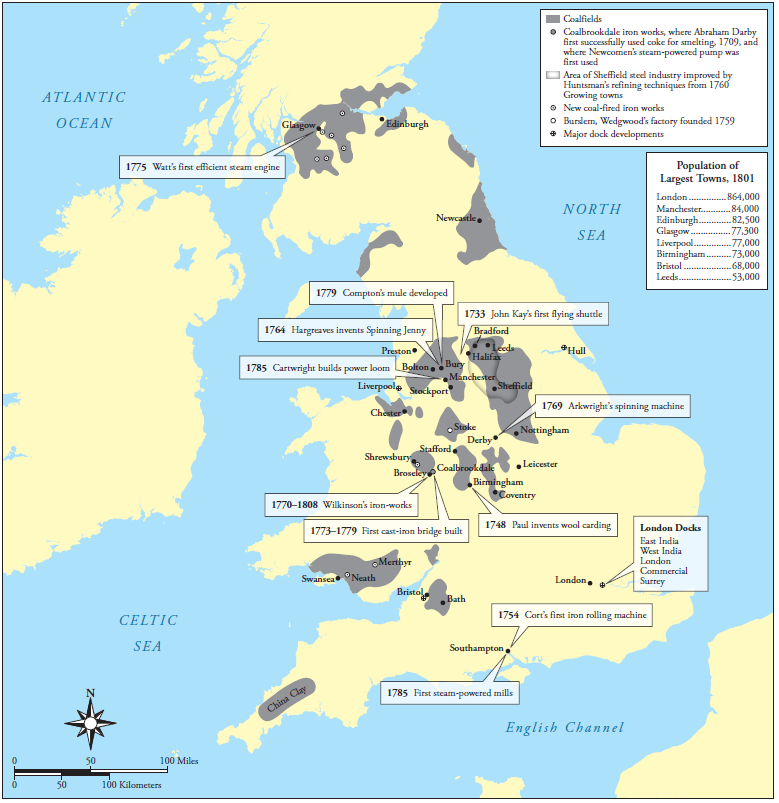 Coalfields
Coalbrookdale iron works, where Abraham Darby
first successfully used coke for smelting, 1709, and
where Newcomen's steam-powered pump was
first used
Area of Sheffield steel industry improved by
Huntsman's refining techniques from 1760
Growing towns
New coal-fired iron works
Burslem, Wedgwood's factory founded 1759
Major dock developments
Population of
Largest Towns, 1801
London...............864,000
Manchester..........84,000
Edinburgh............82,500
Glasgow..............77,300
Liverpool............77,000
Birmingham.........73,000
Bristol...............68,000
Leeds.................53,000
ATLANTIC
OCEAN
Glasgow
Edinburgh
1775 Watt's first efficient steam engine
NORTH
SEA
Newcastle
1779 Compton's mule developed
1733 John Kay's first flying shuttle
1764 Hargreaves invents Spinning Jenny
Bradford
Leeds
Hull
Preston
Halifax
1785 Cartwright builds power loom
Bolton
Bury
Manchester
Liverpool
Stockport
Sheffield
1769 Arkwright's spinning machine
Chester
Stoke
Nottingham
Derby
Stafford
Shrewsbury
Leicester
Coalbrookdale
Broseley
Birmingham
Coventry
1770–1808 Wilkinson's iron-works
1773–1779 First cast-iron bridge built
1748 Paul invents wool carding
London Docks
East India
West India
London
Commercial
Surrey
Merthyr
Swansea
Neath
London
Bristol
Bath
1754 Cort's first iron rolling machine
CELTIC
SEA
Southampton
1785 First steam-powered mills
China Clay
English Channel
N
0 50 100 Miles
0 50 100 Kilometers